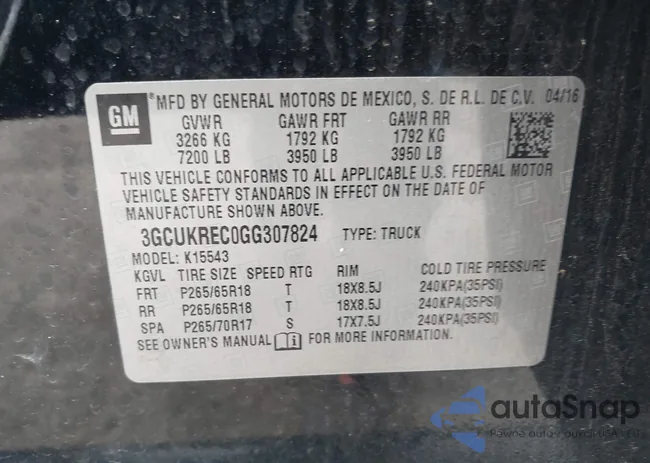 GM
®MFD BY GENERAL MOTORS DE MEXICO, S. DE R.L. DE C.V. 04/16
GVWR GAWR FRT GAWR RR
3266 KG 1792 KG 1792 KG
7200 LB 3950 LB 3950 LB
THIS VEHICLE CONFORMS TO ALL APPLICABLE U.S. FEDERAL MOTOR
VEHICLE SAFETY STANDARDS IN EFFECT ON THE DATE OF
MANUFACTURE SHOWN ABOVE.
3GCUKREC0GG307824 TYPE: TRUCK
MODEL: K15543
KGVL TIRE SIZE SPEED RTG RIM COLD TIRE PRESSURE
FRT P265/65R18 T 18X8.5J 240KPA(35PSI)
RR P265/65R18 T 18X8.5J 240KPA(35PSI)
SPA P265/70R17 S 17X7.5J 240KPA(35PSI)
SEE OWNER'S MANUAL FOR MORE INFORMATION.
autoSnap